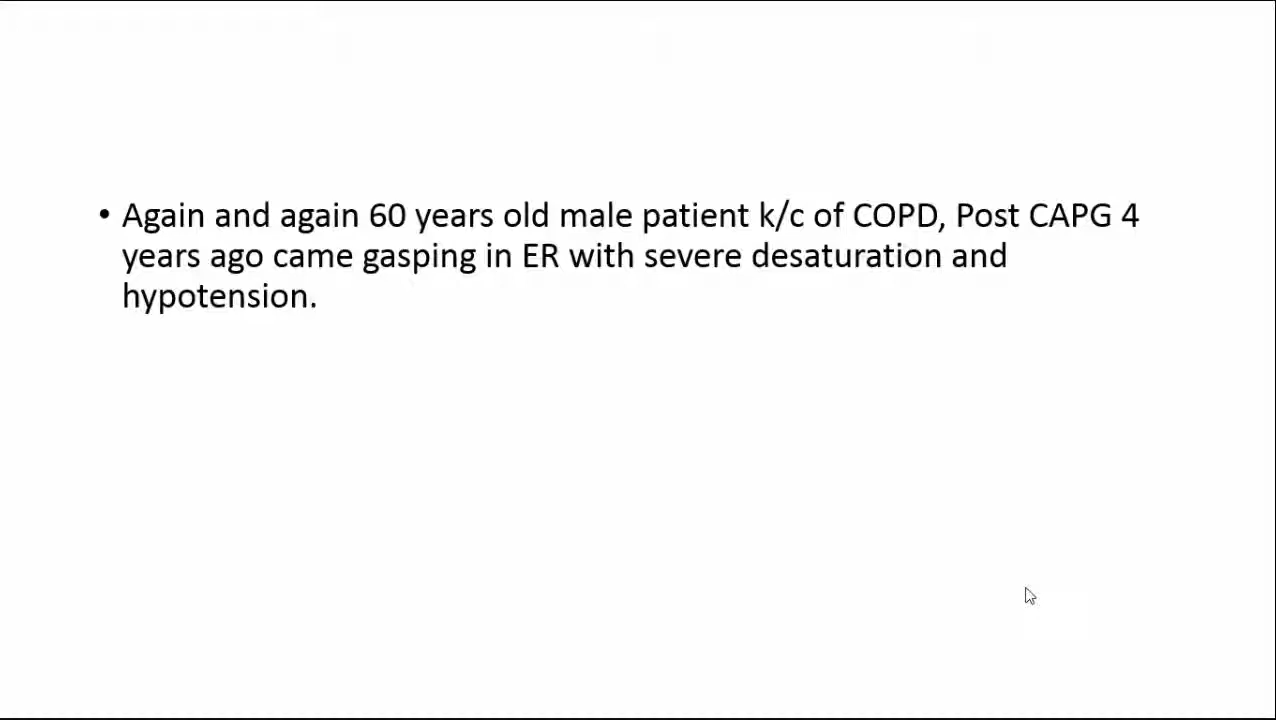 • Again and again 60 years old male patient k/c of COPD, Post CAPG 4
years ago came gasping in ER with severe desaturation and
hypotension.